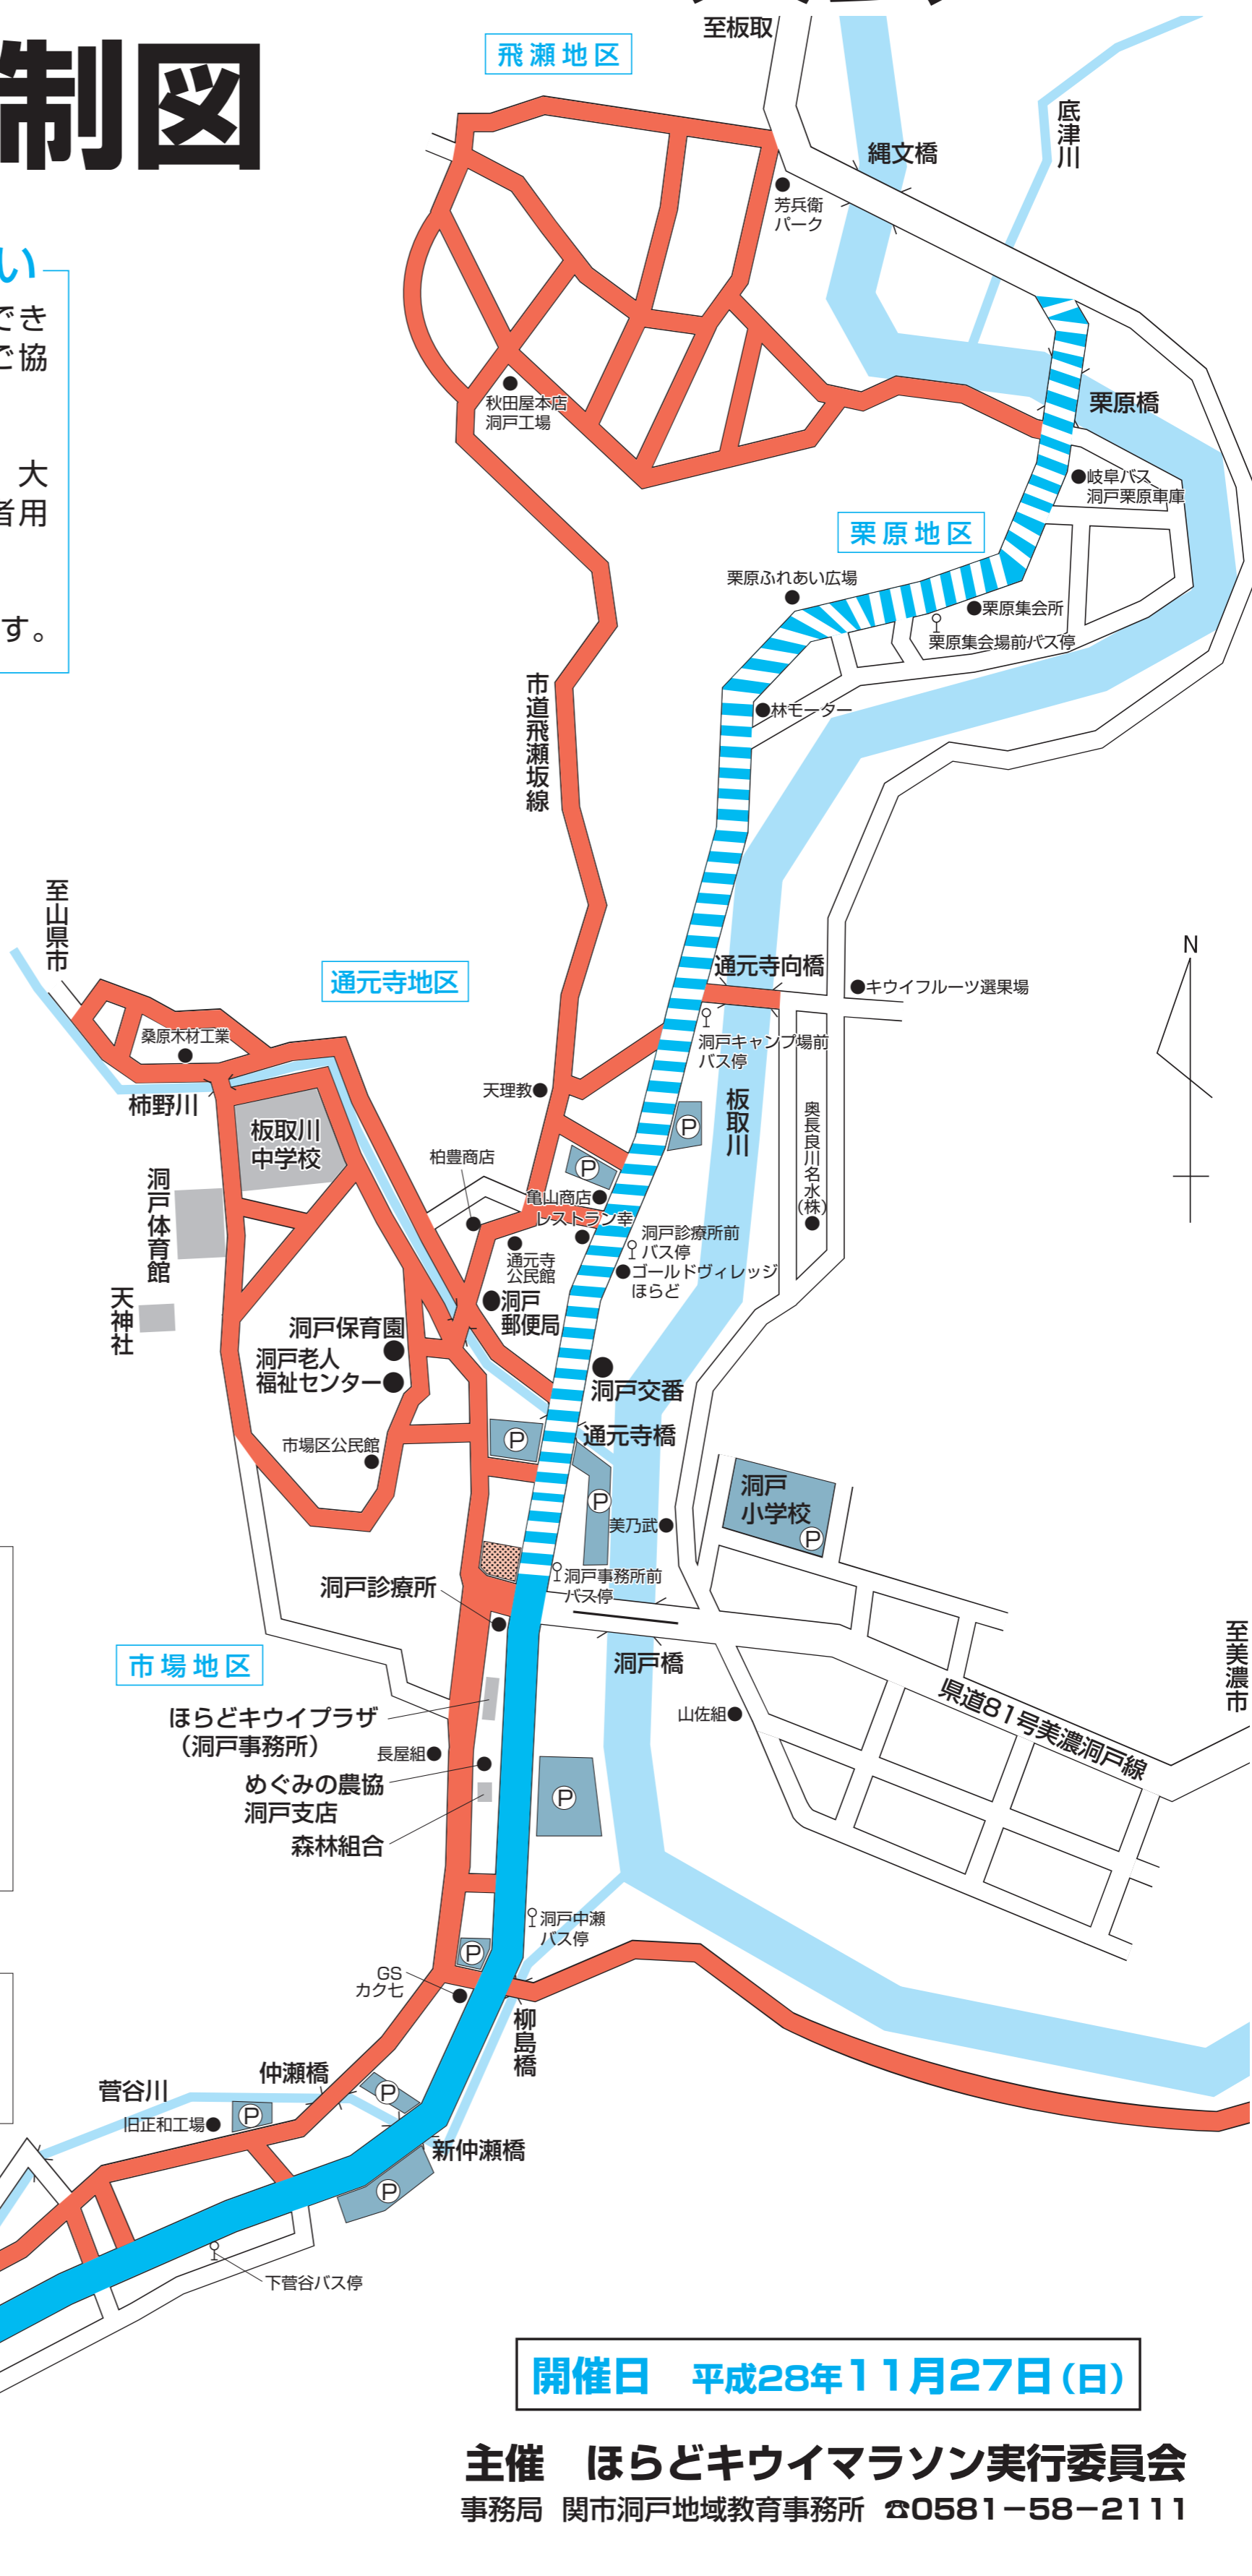 制図
い
でき
ご協
大
者用
す。
至板取
飛瀬地区
底津川
縄文橋
芳兵衛
パーク
秋田屋本店
洞戸工場
栗原橋
岐阜バス
洞戸栗原車庫
栗原地区
栗原ふれあい広場
栗原集会所
栗原集会場前バス停
市道飛瀬坂線
林モーター
至山県市
通元寺地区
N
通元寺向橋
キウイフルーツ選果場
桑原木材工業
洞戸キャンプ場前
バス停
天理教
柿野川
板取川
奥長良川名水(株)
P
板取川
中学校
柏豊商店
P
洞戸体育館
亀山商店
レストラン幸
洞戸診療所前
バス停
通元寺
公民館
ゴールドヴィレッジ
ほらど
天神社
洞戸
郵便局
洞戸保育園
洞戸老人
福祉センター
洞戸交番
通元寺橋
市場区公民館
P
P
洞戸
小学校
P
美乃武
洞戸診療所
洞戸事務所前
バス停
市場地区
洞戸橋
至美濃市
県道81号美濃洞戸線
ほらどキウイプラザ
（洞戸事務所）
山佐組
長屋組
めぐみの農協
洞戸支店
P
森林組合
洞戸中瀬
バス停
P
GS
カク七
柳島橋
仲瀬橋
菅谷川
P
P
旧正和工場
新仲瀬橋
P
下菅谷バス停
開催日　平成28年11月27日（日）
主催　ほらどキウイマラソン実行委員会
事務局　関市洞戸地域教育事務所　☎0581－58－2111